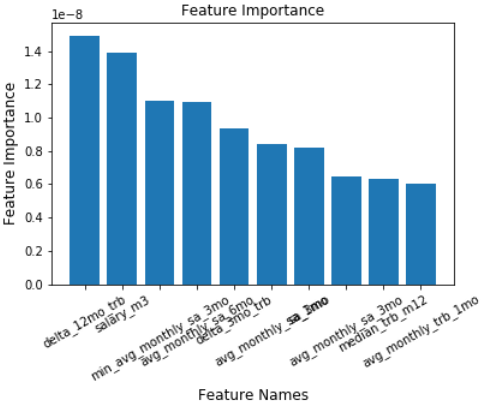 Feature Importance
1e−8
1.4
1.2
1.0
0.8
0.6
0.4
0.2
0.0
Feature Importance
delta_12mo_trb
salary_m3
min_avg_monthly_sa_3mo
avg_monthly_sa_6mo
delta_3mo_trb
avg_monthly_sa_3mo
median_trb_m12
avg_monthly_trb_1mo
Feature Names